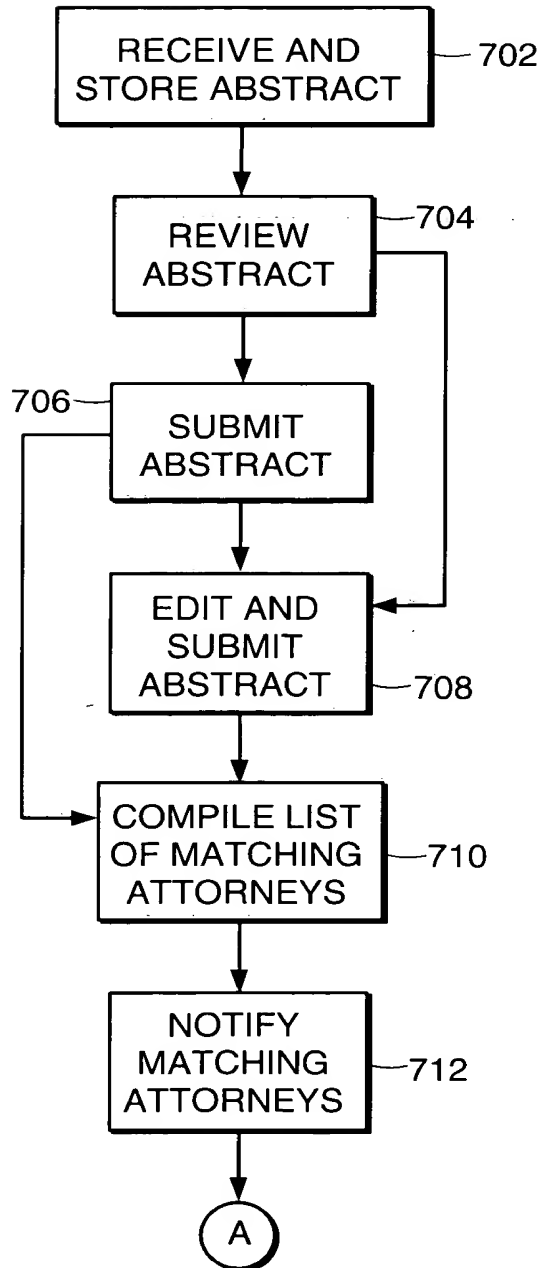 RECEIVE AND
STORE ABSTRACT
702
REVIEW
ABSTRACT
704
706
SUBMIT
ABSTRACT
EDIT AND
SUBMIT
ABSTRACT
708
COMPILE LIST
OF MATCHING
ATTORNEYS
710
NOTIFY
MATCHING
ATTORNEYS
712
A